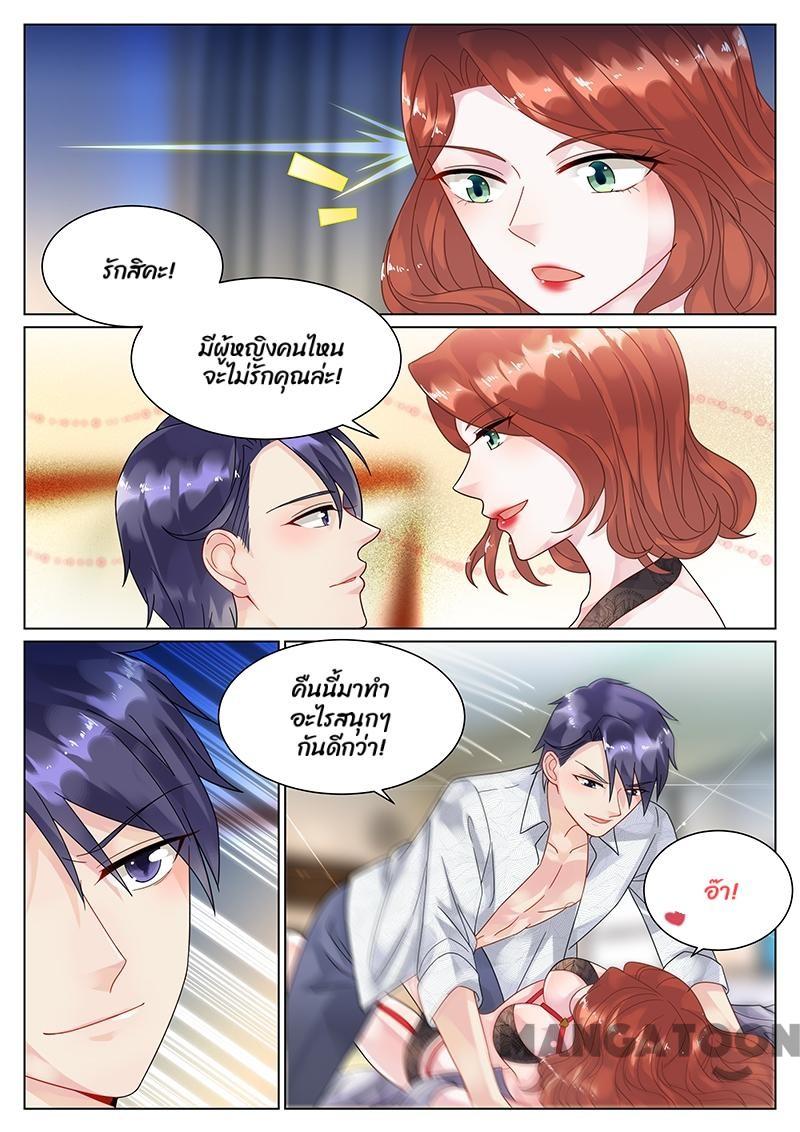 รักสิคะ!
มีผู้หญิงคนไหน
จะไม่รักคุณล่ะ!
คืนนี้มาทำ
อะไรสนุกๆ
กันดีกว่า!
อ๊า!
MANGATOON